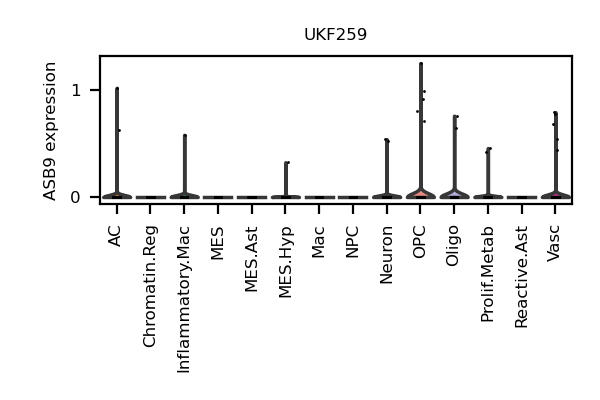 UKF259
ASB9 expression
1
0
AC
Chromatin.Reg
Inflammatory.Mac
MES
MES.Ast
MES.Hyp
Mac
NPC
Neuron
OPC
Oligo
Prolif.Metab
Reactive.Ast
Vasc